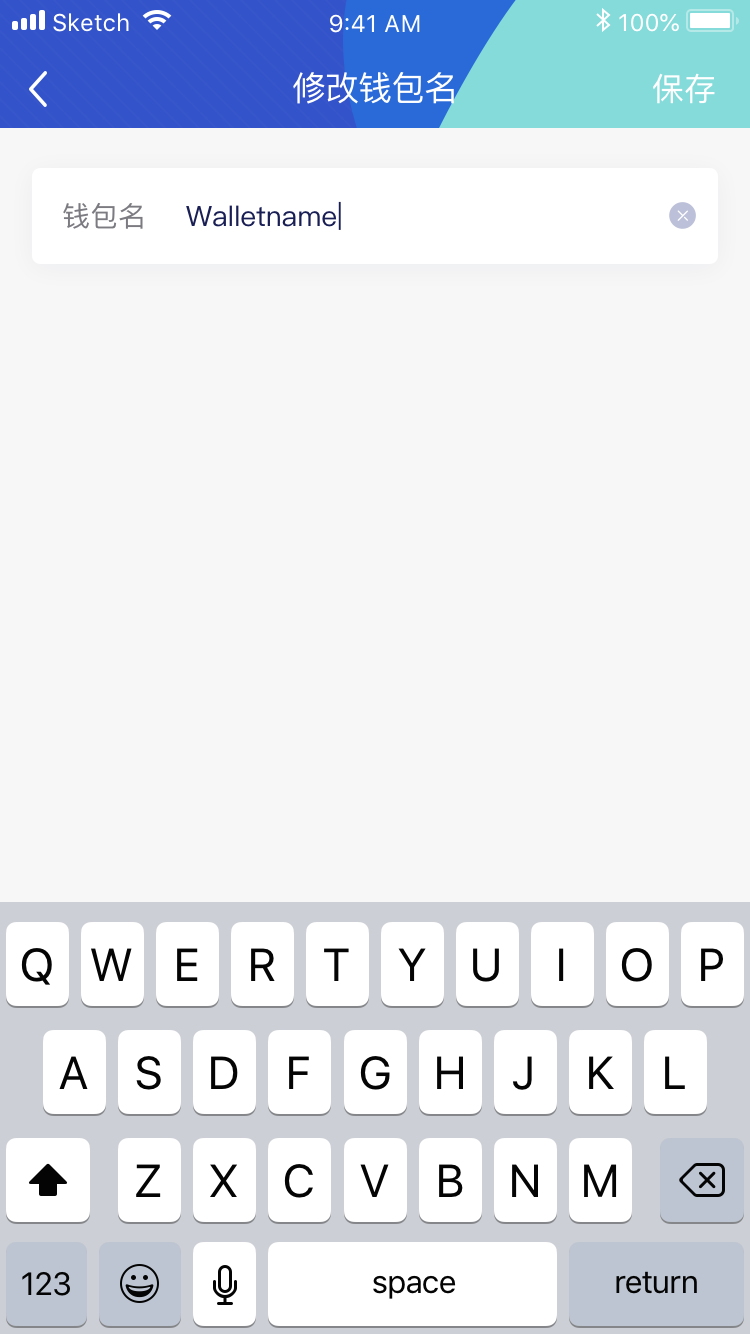 Sketch 9:41 AM 100%
修改钱包名 保存
钱包名 Walletname
Q W E R T Y U I O P
A S D F G H J K L
Z X C V B N M
123 space return